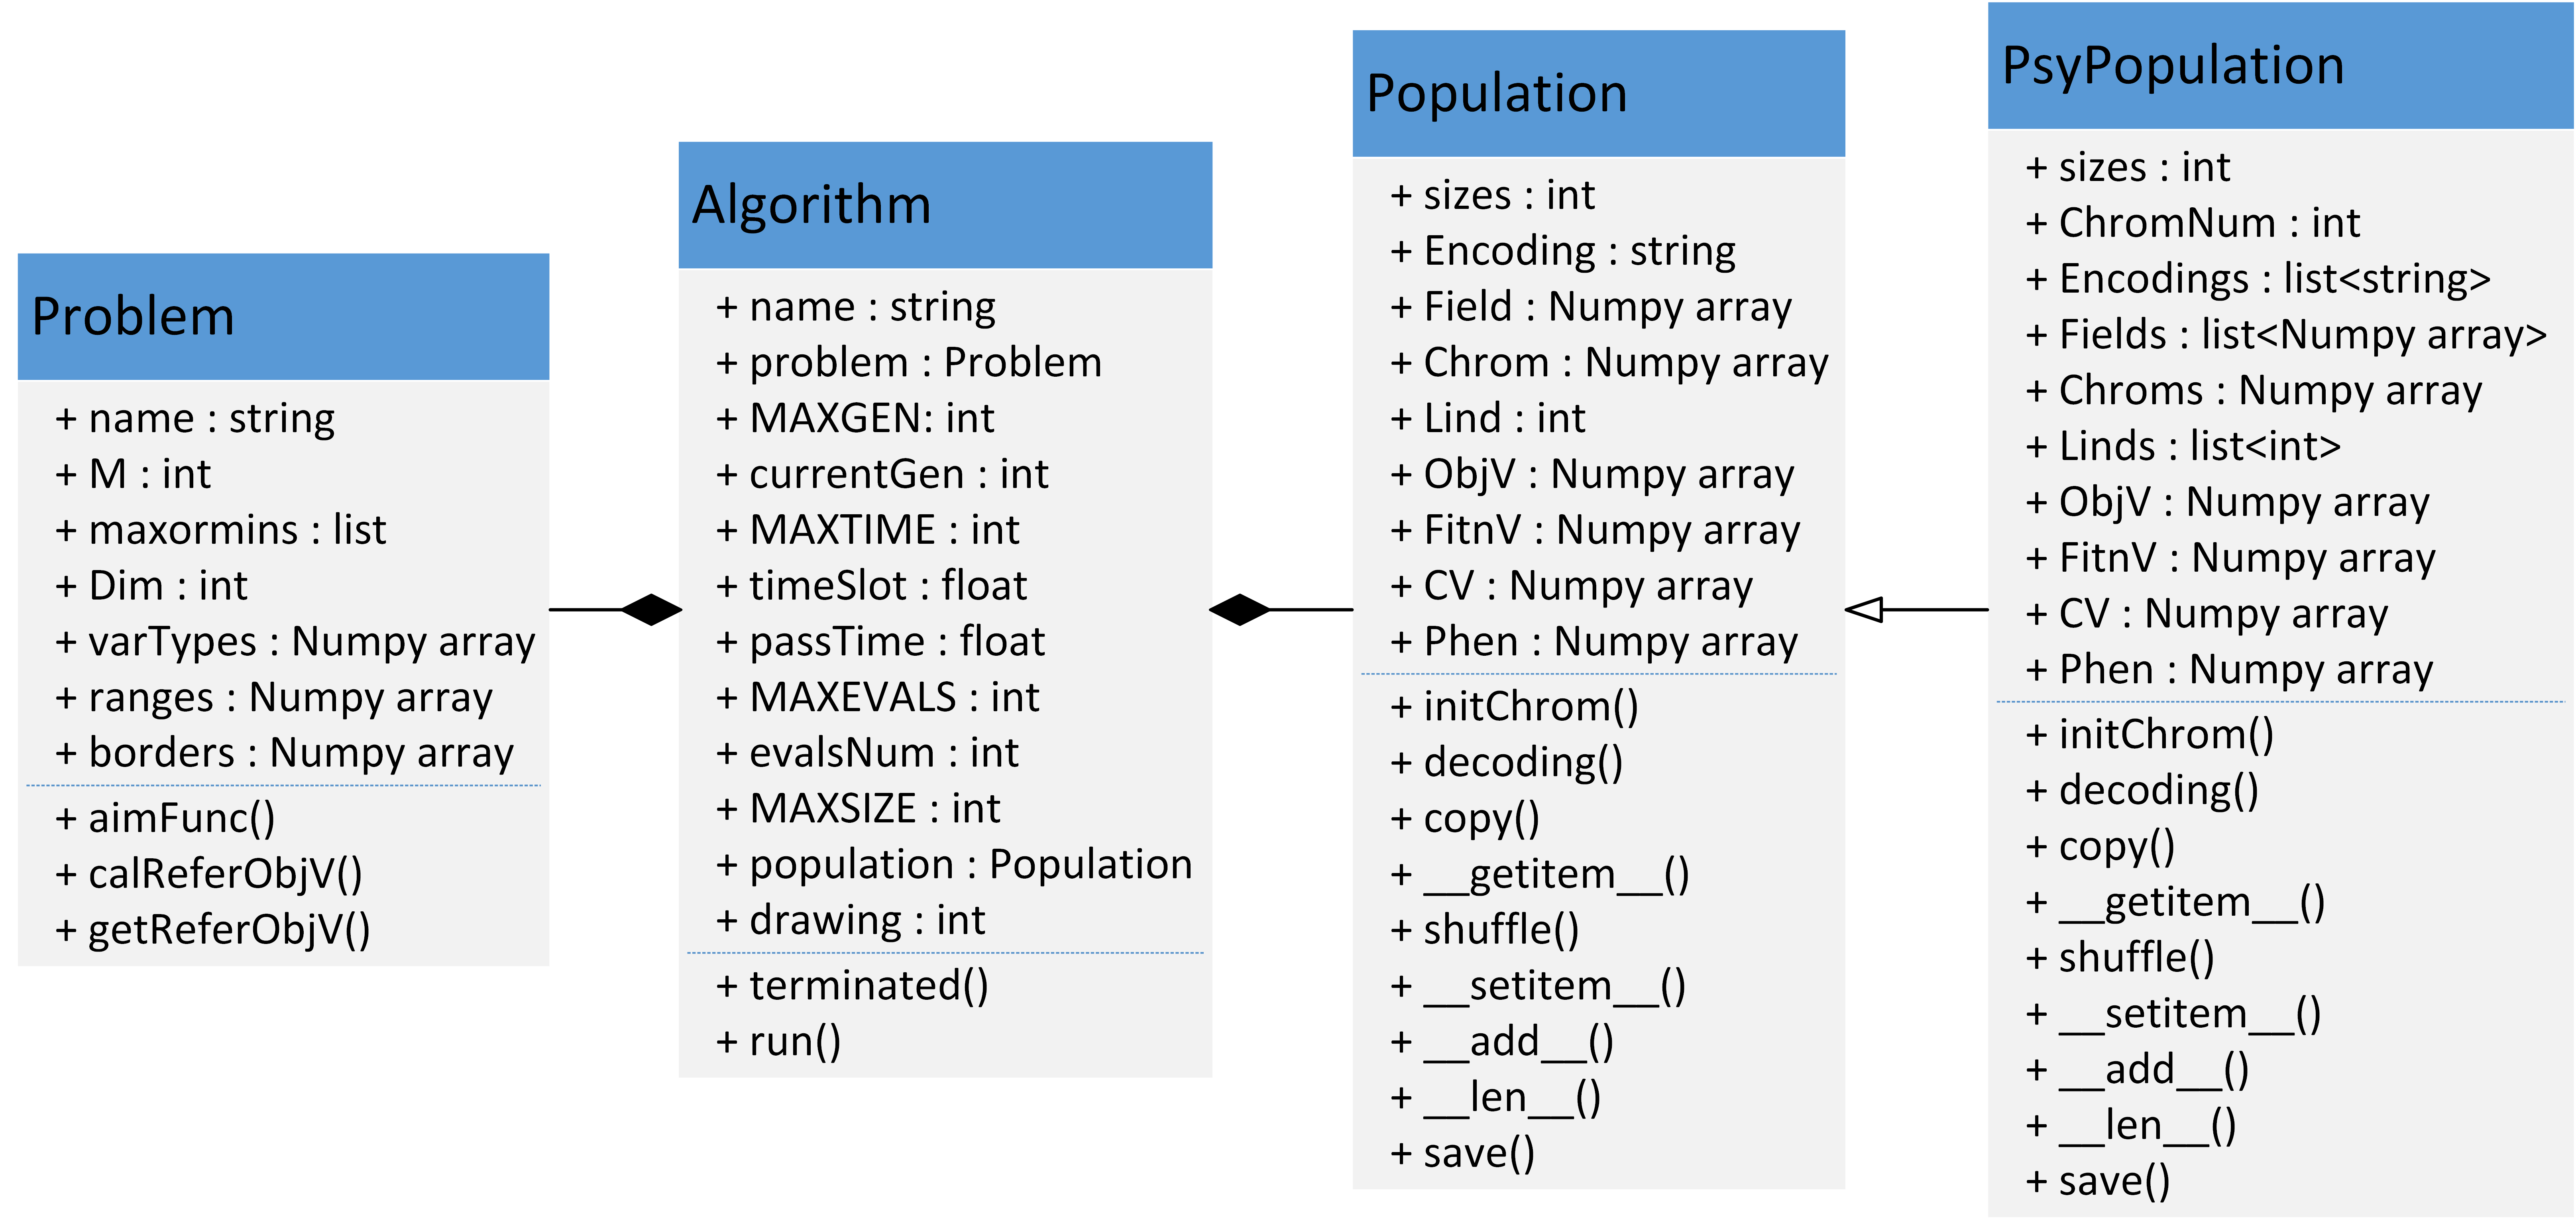 Problem
+ name : string
+ M : int
+ maxormins : list
+ Dim : int
+ varTypes : Numpy array
+ ranges : Numpy array
+ borders : Numpy array
+ aimFunc()
+ calReferObjV()
+ getReferObjV()
Algorithm
+ name : string
+ problem : Problem
+ MAXGEN: int
+ currentGen : int
+ MAXTIME : int
+ timeSlot : float
+ passTime : float
+ MAXEVALS : int
+ evalsNum : int
+ MAXSIZE : int
+ population : Population
+ drawing : int
+ terminated()
+ run()
Population
+ sizes : int
+ Encoding : string
+ Field : Numpy array
+ Chrom : Numpy array
+ Lind : int
+ ObjV : Numpy array
+ FitnV : Numpy array
+ CV : Numpy array
+ Phen : Numpy array
+ initChrom()
+ decoding()
+ copy()
+ __getitem__()
+ shuffle()
+ __setitem__()
+ __add__()
+ __len__()
+ save()
PsyPopulation
+ sizes : int
+ ChromNum : int
+ Encodings : list<string>
+ Fields : list<Numpy array>
+ Chroms : Numpy array
+ Linds : list<int>
+ ObjV : Numpy array
+ FitnV : Numpy array
+ CV : Numpy array
+ Phen : Numpy array
+ initChrom()
+ decoding()
+ copy()
+ __getitem__()
+ shuffle()
+ __setitem__()
+ __add__()
+ __len__()
+ save()